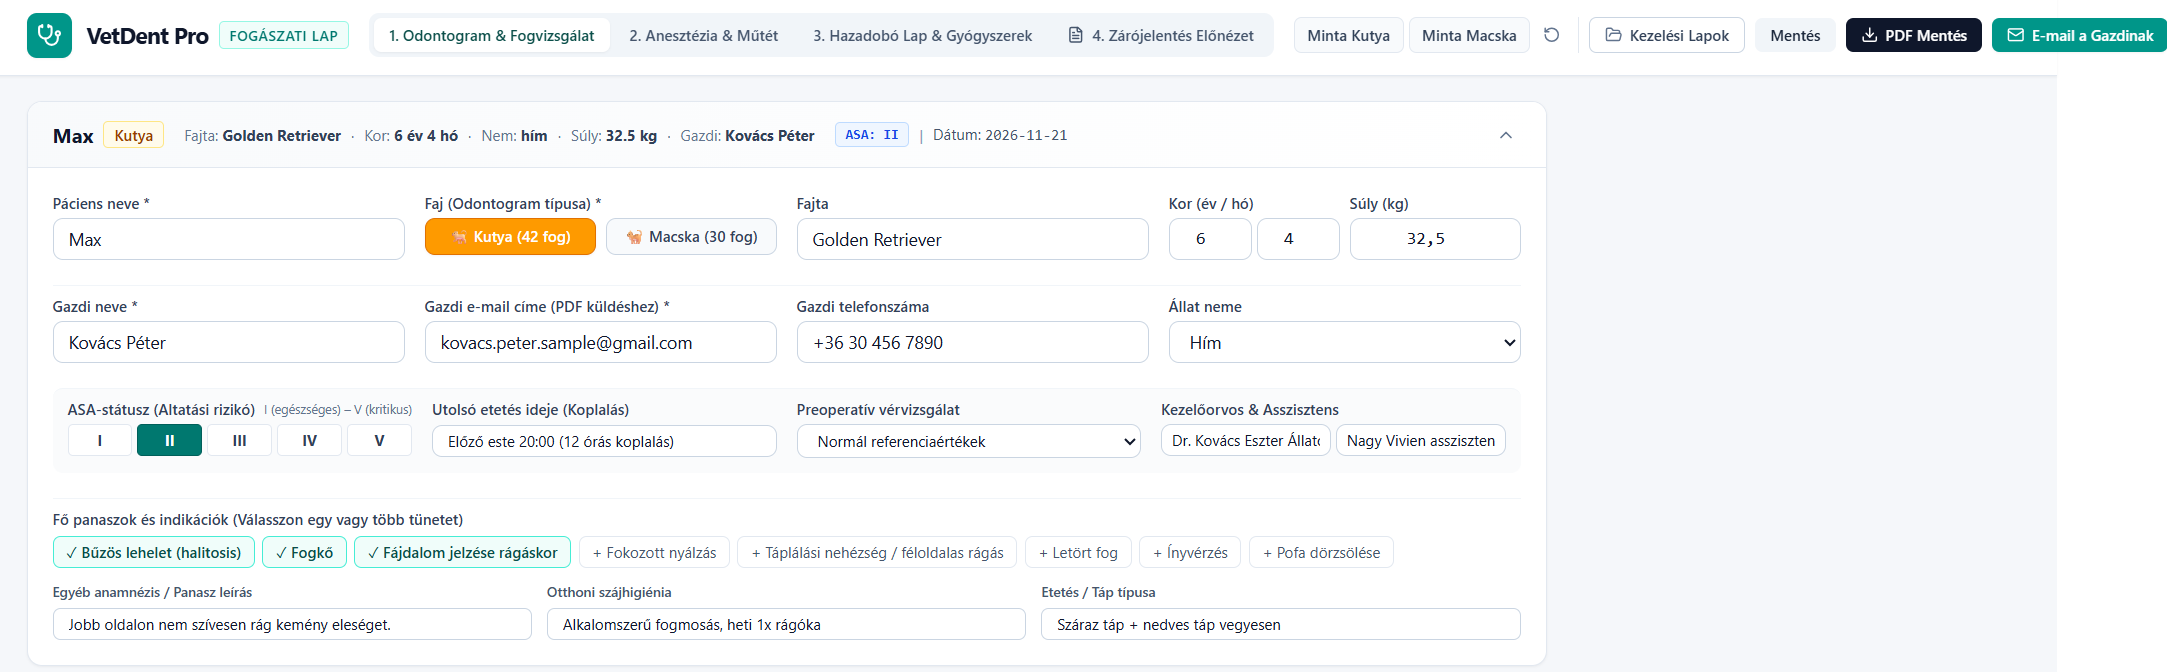 VetDent Pro FOGÁSZATI LAP 1. Odontogram & Fogvizsgálat 2. Anesztézia & Műtét 3. Hazadobó Lap & Gyógyszerek 4. Zárójelentés Előnézet Minta Kutya Minta Macska Kezelési Lapok Mentés PDF Mentés E-mail a Gazdinak
Max Kutya Fajta: Golden Retriever · Kor: 6 év 4 hó · Nem: hím · Súly: 32.5 kg · Gazdi: Kovács Péter ASA: II | Dátum: 2026-11-21
Páciens neve * Faj (Odontogram típusa) * Fajta Kor (év / hó) Súly (kg)
Max Kutya (42 fog) Macska (30 fog) Golden Retriever 6 4 32,5
Gazdi neve * Gazdi e-mail címe (PDF küldéshez) * Gazdi telefonszáma Állat neme
Kovács Péter kovacs.peter.sample@gmail.com +36 30 456 7890 Hím
ASA-státusz (Altatási rizikó) I (egészséges) – V (kritikus) Utolsó etetés ideje (Koplalás) Preoperatív vérvizsgálat Kezelőorvos & Asszisztens
I II III IV V Előző este 20:00 (12 órás koplalás) Normál referenciaértékek Dr. Kovács Eszter Állato Nagy Vivien assziszten
Fő panaszok és indikációk (Válasszon egy vagy több tünetet)
✓ Bűzös lehelet (halitosis) ✓ Fogkő ✓ Fájdalom jelzése rágáskor + Fokozott nyálzás + Táplálási nehézség / féloldalas rágás + Letört fog + Ínyvérzés + Pofa dörzsölése
Egyéb anamnézis / Panasz leírás Otthoni szájhigiénia Etetés / Táp típusa
Jobb oldalon nem szívesen rág kemény eleséget. Alkalomszerű fogmosás, heti 1x rágóka Száraz táp + nedves táp vegyesen